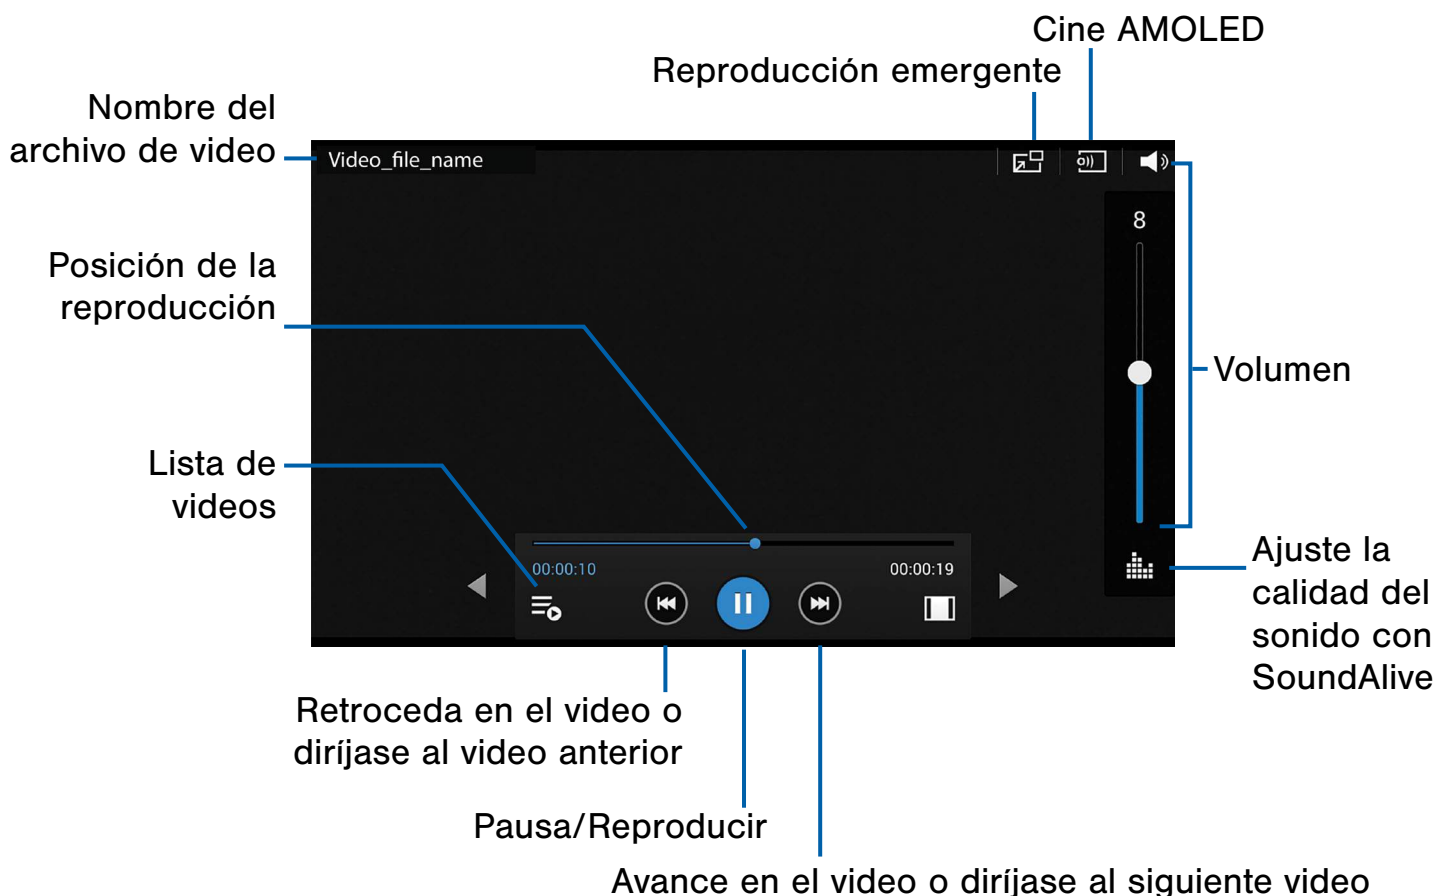 Cine AMOLED
Reproducción emergente
Nombre del
archivo de video
Video_file_name
8
Posición de la
reproducción
Volumen
Lista de
videos
00:00:10
00:00:19
Ajuste la
calidad del
sonido con
SoundAlive
Retroceda en el video o
diríjase al video anterior
Pausa/Reproducir
Avance en el video o diríjase al siguiente video